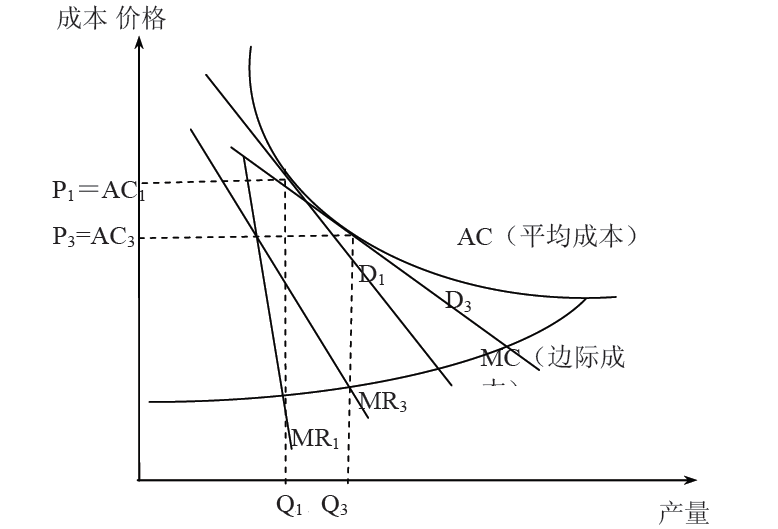 成本 价格
P₁＝AC₁
P₃=AC₃
AC（平均成本）
D₁
D₃
MC（边际成
MR₃
MR₁
Q₁ Q₃
产量